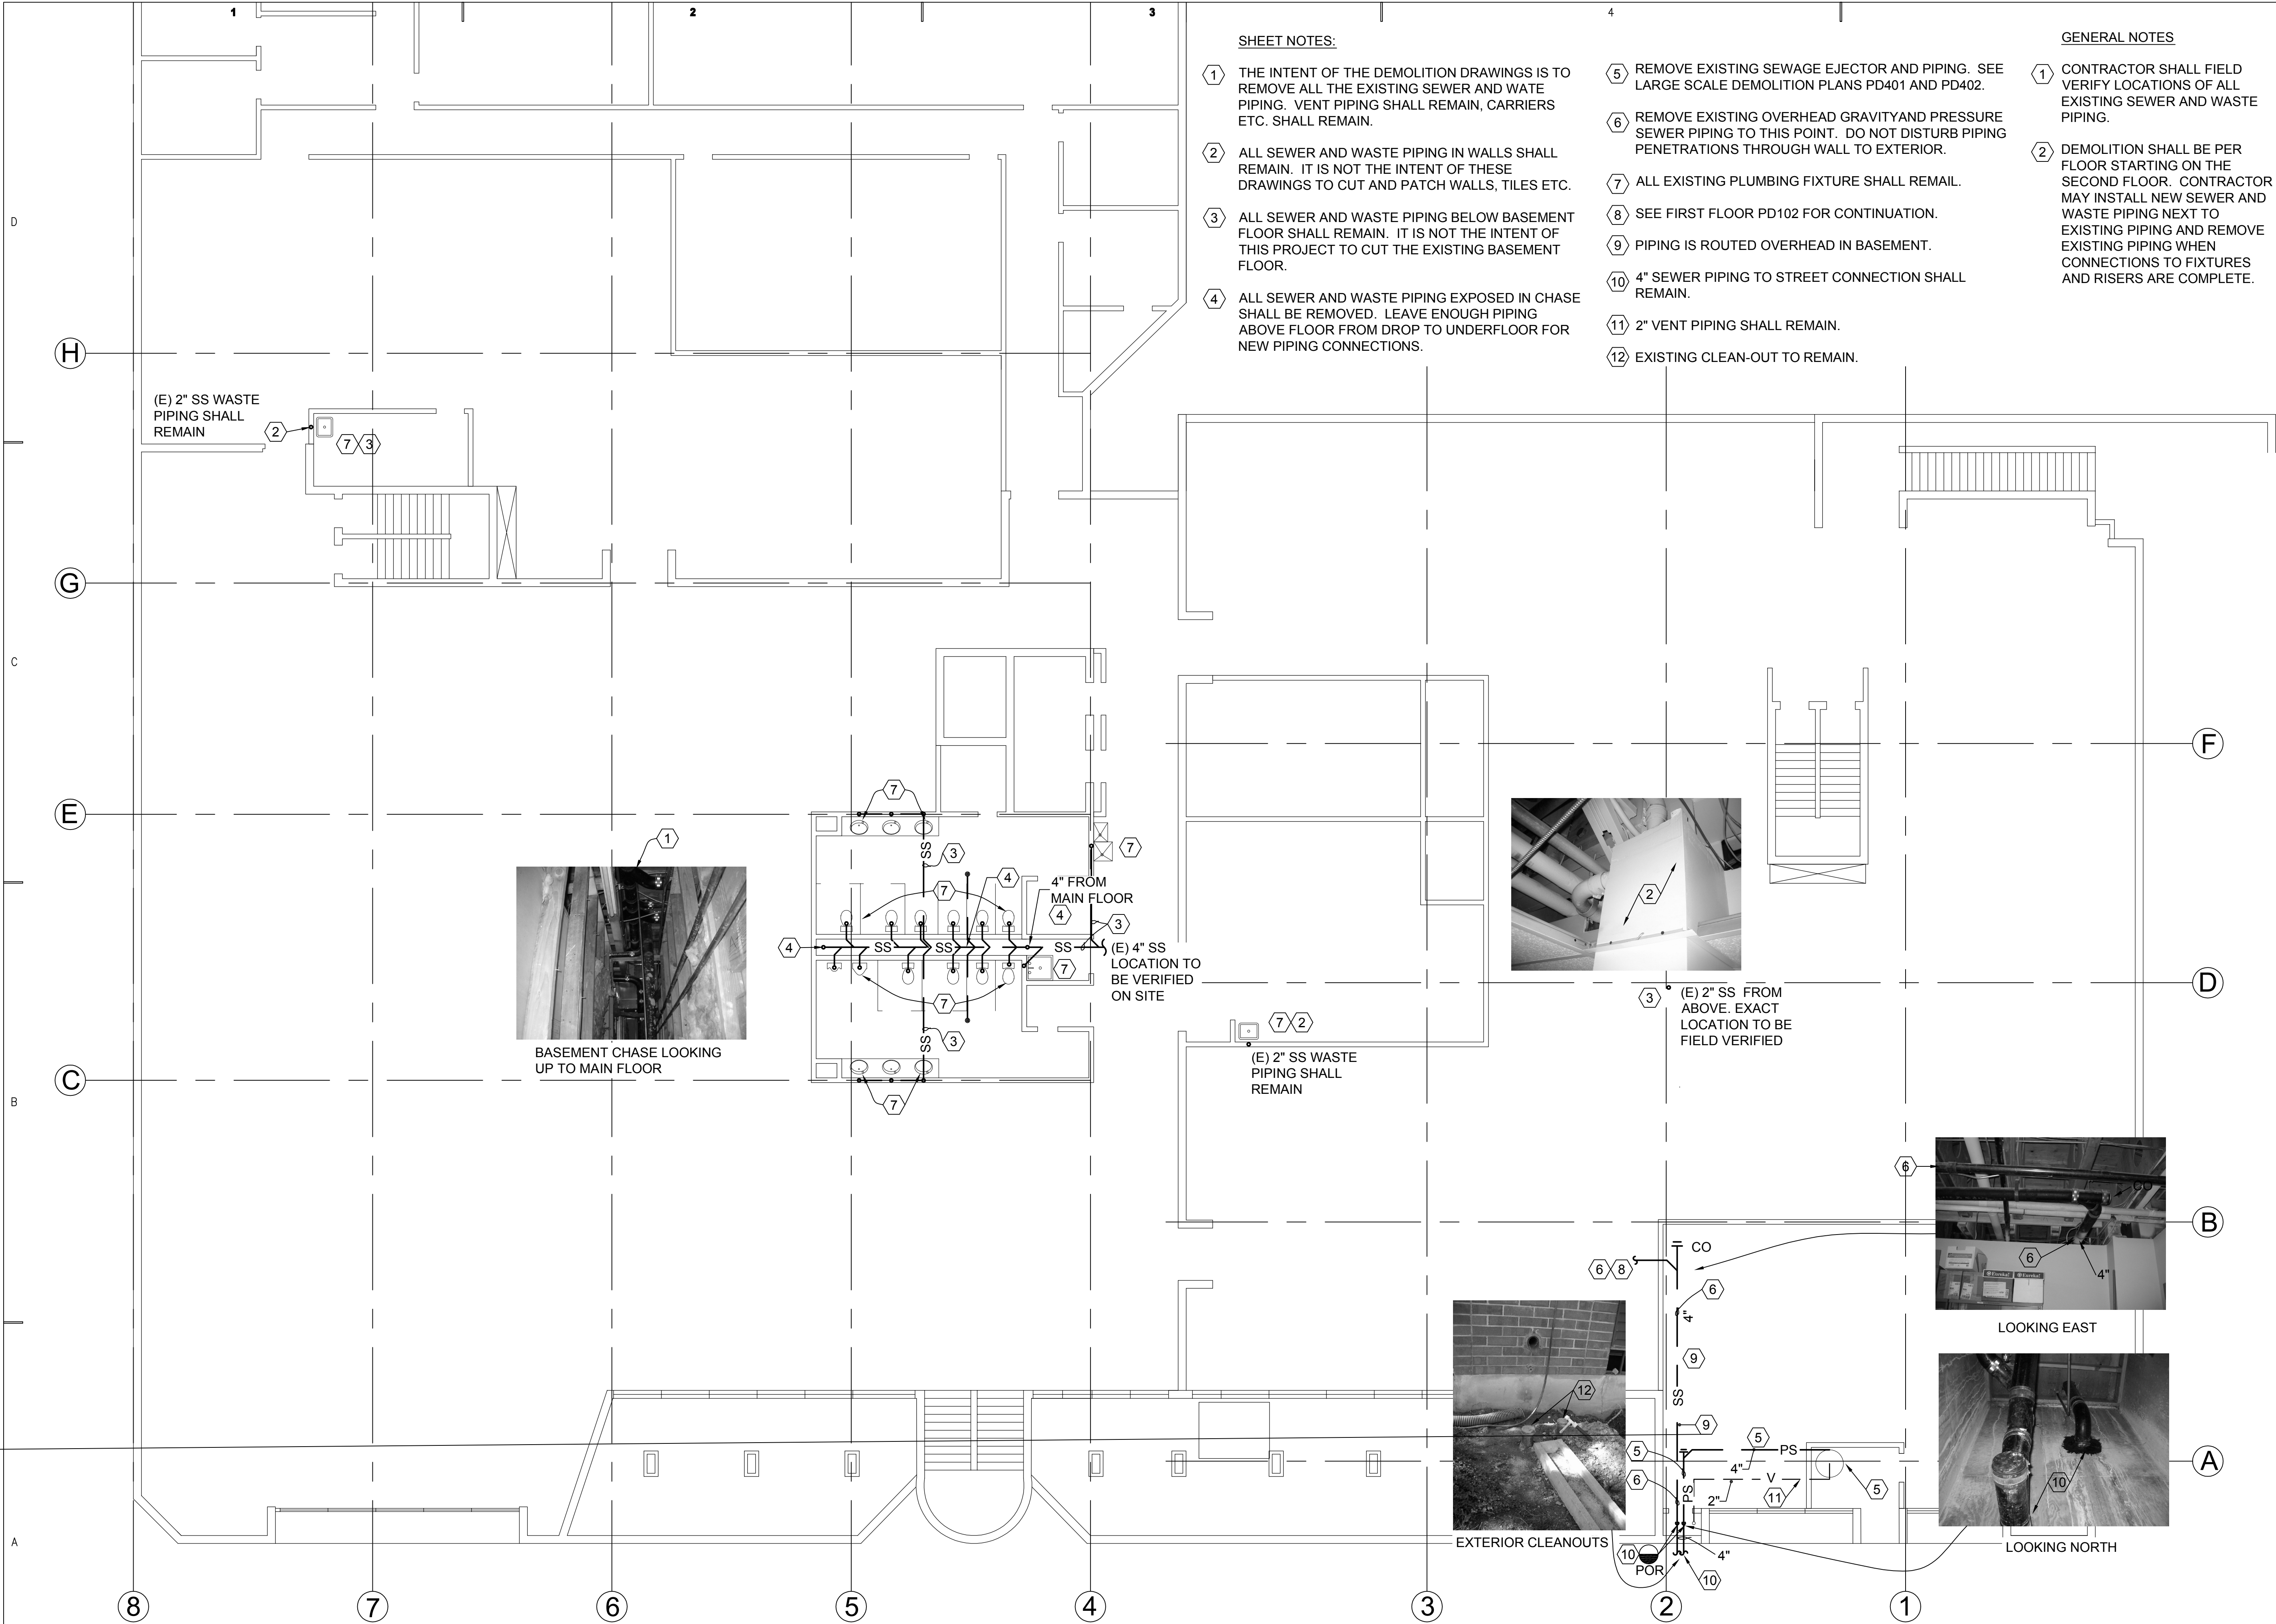 1
2
3
4
SHEET NOTES:
1
THE INTENT OF THE DEMOLITION DRAWINGS IS TO
REMOVE ALL THE EXISTING SEWER AND WATE
PIPING. VENT PIPING SHALL REMAIN, CARRIERS
ETC. SHALL REMAIN.
2
ALL SEWER AND WASTE PIPING IN WALLS SHALL
REMAIN. IT IS NOT THE INTENT OF THESE
DRAWINGS TO CUT AND PATCH WALLS, TILES ETC.
3
ALL SEWER AND WASTE PIPING BELOW BASEMENT
FLOOR SHALL REMAIN. IT IS NOT THE INTENT OF
THIS PROJECT TO CUT THE EXISTING BASEMENT
FLOOR.
4
ALL SEWER AND WASTE PIPING EXPOSED IN CHASE
SHALL BE REMOVED. LEAVE ENOUGH PIPING
ABOVE FLOOR FROM DROP TO UNDERFLOOR FOR
NEW PIPING CONNECTIONS.
5
REMOVE EXISTING SEWAGE EJECTOR AND PIPING. SEE
LARGE SCALE DEMOLITION PLANS PD401 AND PD402.
6
REMOVE EXISTING OVERHEAD GRAVITYAND PRESSURE
SEWER PIPING TO THIS POINT. DO NOT DISTURB PIPING
PENETRATIONS THROUGH WALL TO EXTERIOR.
7
ALL EXISTING PLUMBING FIXTURE SHALL REMAIL.
8
SEE FIRST FLOOR PD102 FOR CONTINUATION.
9
PIPING IS ROUTED OVERHEAD IN BASEMENT.
10
4" SEWER PIPING TO STREET CONNECTION SHALL
REMAIN.
11
2" VENT PIPING SHALL REMAIN.
12
EXISTING CLEAN-OUT TO REMAIN.
GENERAL NOTES
1
CONTRACTOR SHALL FIELD
VERIFY LOCATIONS OF ALL
EXISTING SEWER AND WASTE
PIPING.
2
DEMOLITION SHALL BE PER
FLOOR STARTING ON THE
SECOND FLOOR. CONTRACTOR
MAY INSTALL NEW SEWER AND
WASTE PIPING NEXT TO
EXISTING PIPING AND REMOVE
EXISTING PIPING WHEN
CONNECTIONS TO FIXTURES
AND RISERS ARE COMPLETE.
D
H
(E) 2" SS WASTE
PIPING SHALL
REMAIN
2
7 3
G
C
F
E
7
1
SS
3
7
7
4
4" FROM
MAIN FLOOR
4
3
4
SS
SS
SS
(E) 4" SS
LOCATION TO
BE VERIFIED
ON SITE
7
7
SS
3
BASEMENT CHASE LOOKING
UP TO MAIN FLOOR
C
7
B
2
D
3
(E) 2" SS FROM
ABOVE. EXACT
LOCATION TO BE
FIELD VERIFIED
7 2
(E) 2" SS WASTE
PIPING SHALL
REMAIN
6
CO
6
4"
B
LOOKING EAST
CO
6 8
6
4"
9
SS
9
12
EXTERIOR CLEANOUTS
5
5
PS
4"
V
6
PS
2"
11
5
A
10
LOOKING NORTH
10
POR
4"
10
A
8
7
6
5
4
3
2
1